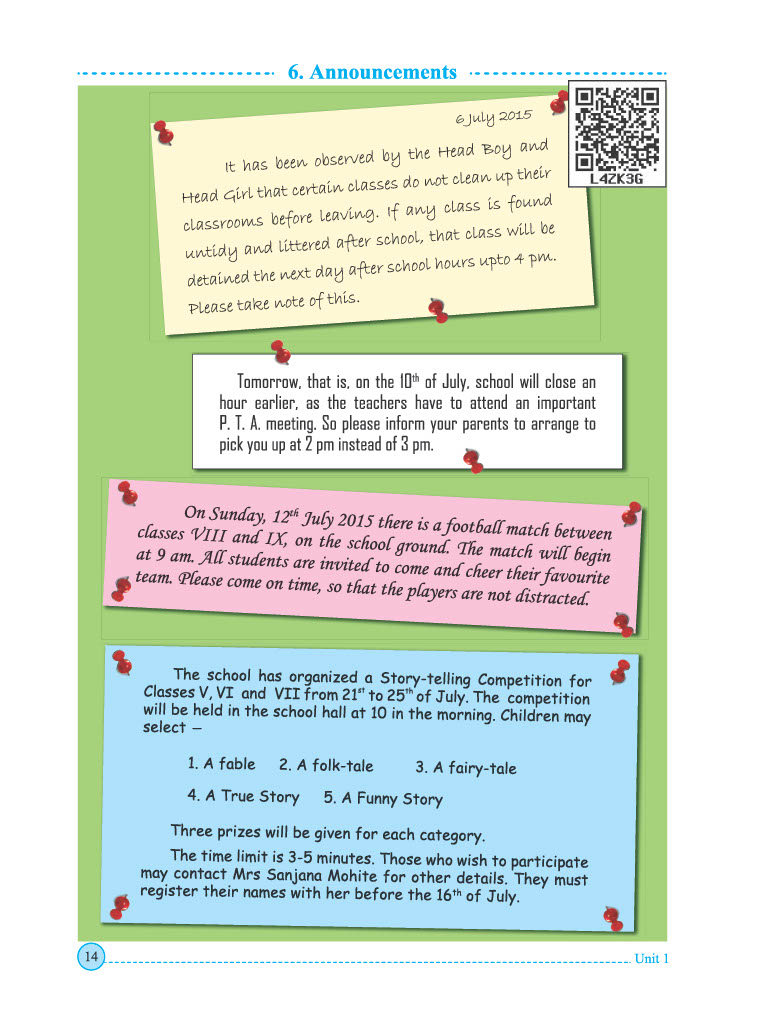 6. Announcements
6 July 2015
L4ZK3G
It has been observed by the Head Boy and
Head Girl that certain classes do not clean up their
classrooms before leaving. If any class is found
untidy and littered after school, that class will be
detained the next day after school hours upto 4 pm.
Please take note of this.
Tomorrow, that is, on the 10th of July, school will close an
hour earlier, as the teachers have to attend an important
P. T. A. meeting. So please inform your parents to arrange to
pick you up at 2 pm instead of 3 pm.
On Sunday, 12th July 2015 there is a football match between
classes VIII and IX, on the school ground. The match will begin
at 9 am. All students are invited to come and cheer their favourite
team. Please come on time, so that the players are not distracted.
The school has organized a Story-telling Competition for
Classes V, VI and VII from 21st to 25th of July. The competition
will be held in the school hall at 10 in the morning. Children may
select –
1. A fable 2. A folk-tale 3. A fairy-tale
4. A True Story 5. A Funny Story
Three prizes will be given for each category.
The time limit is 3-5 minutes. Those who wish to participate
may contact Mrs Sanjana Mohite for other details. They must
register their names with her before the 16th of July.
14
Unit 1